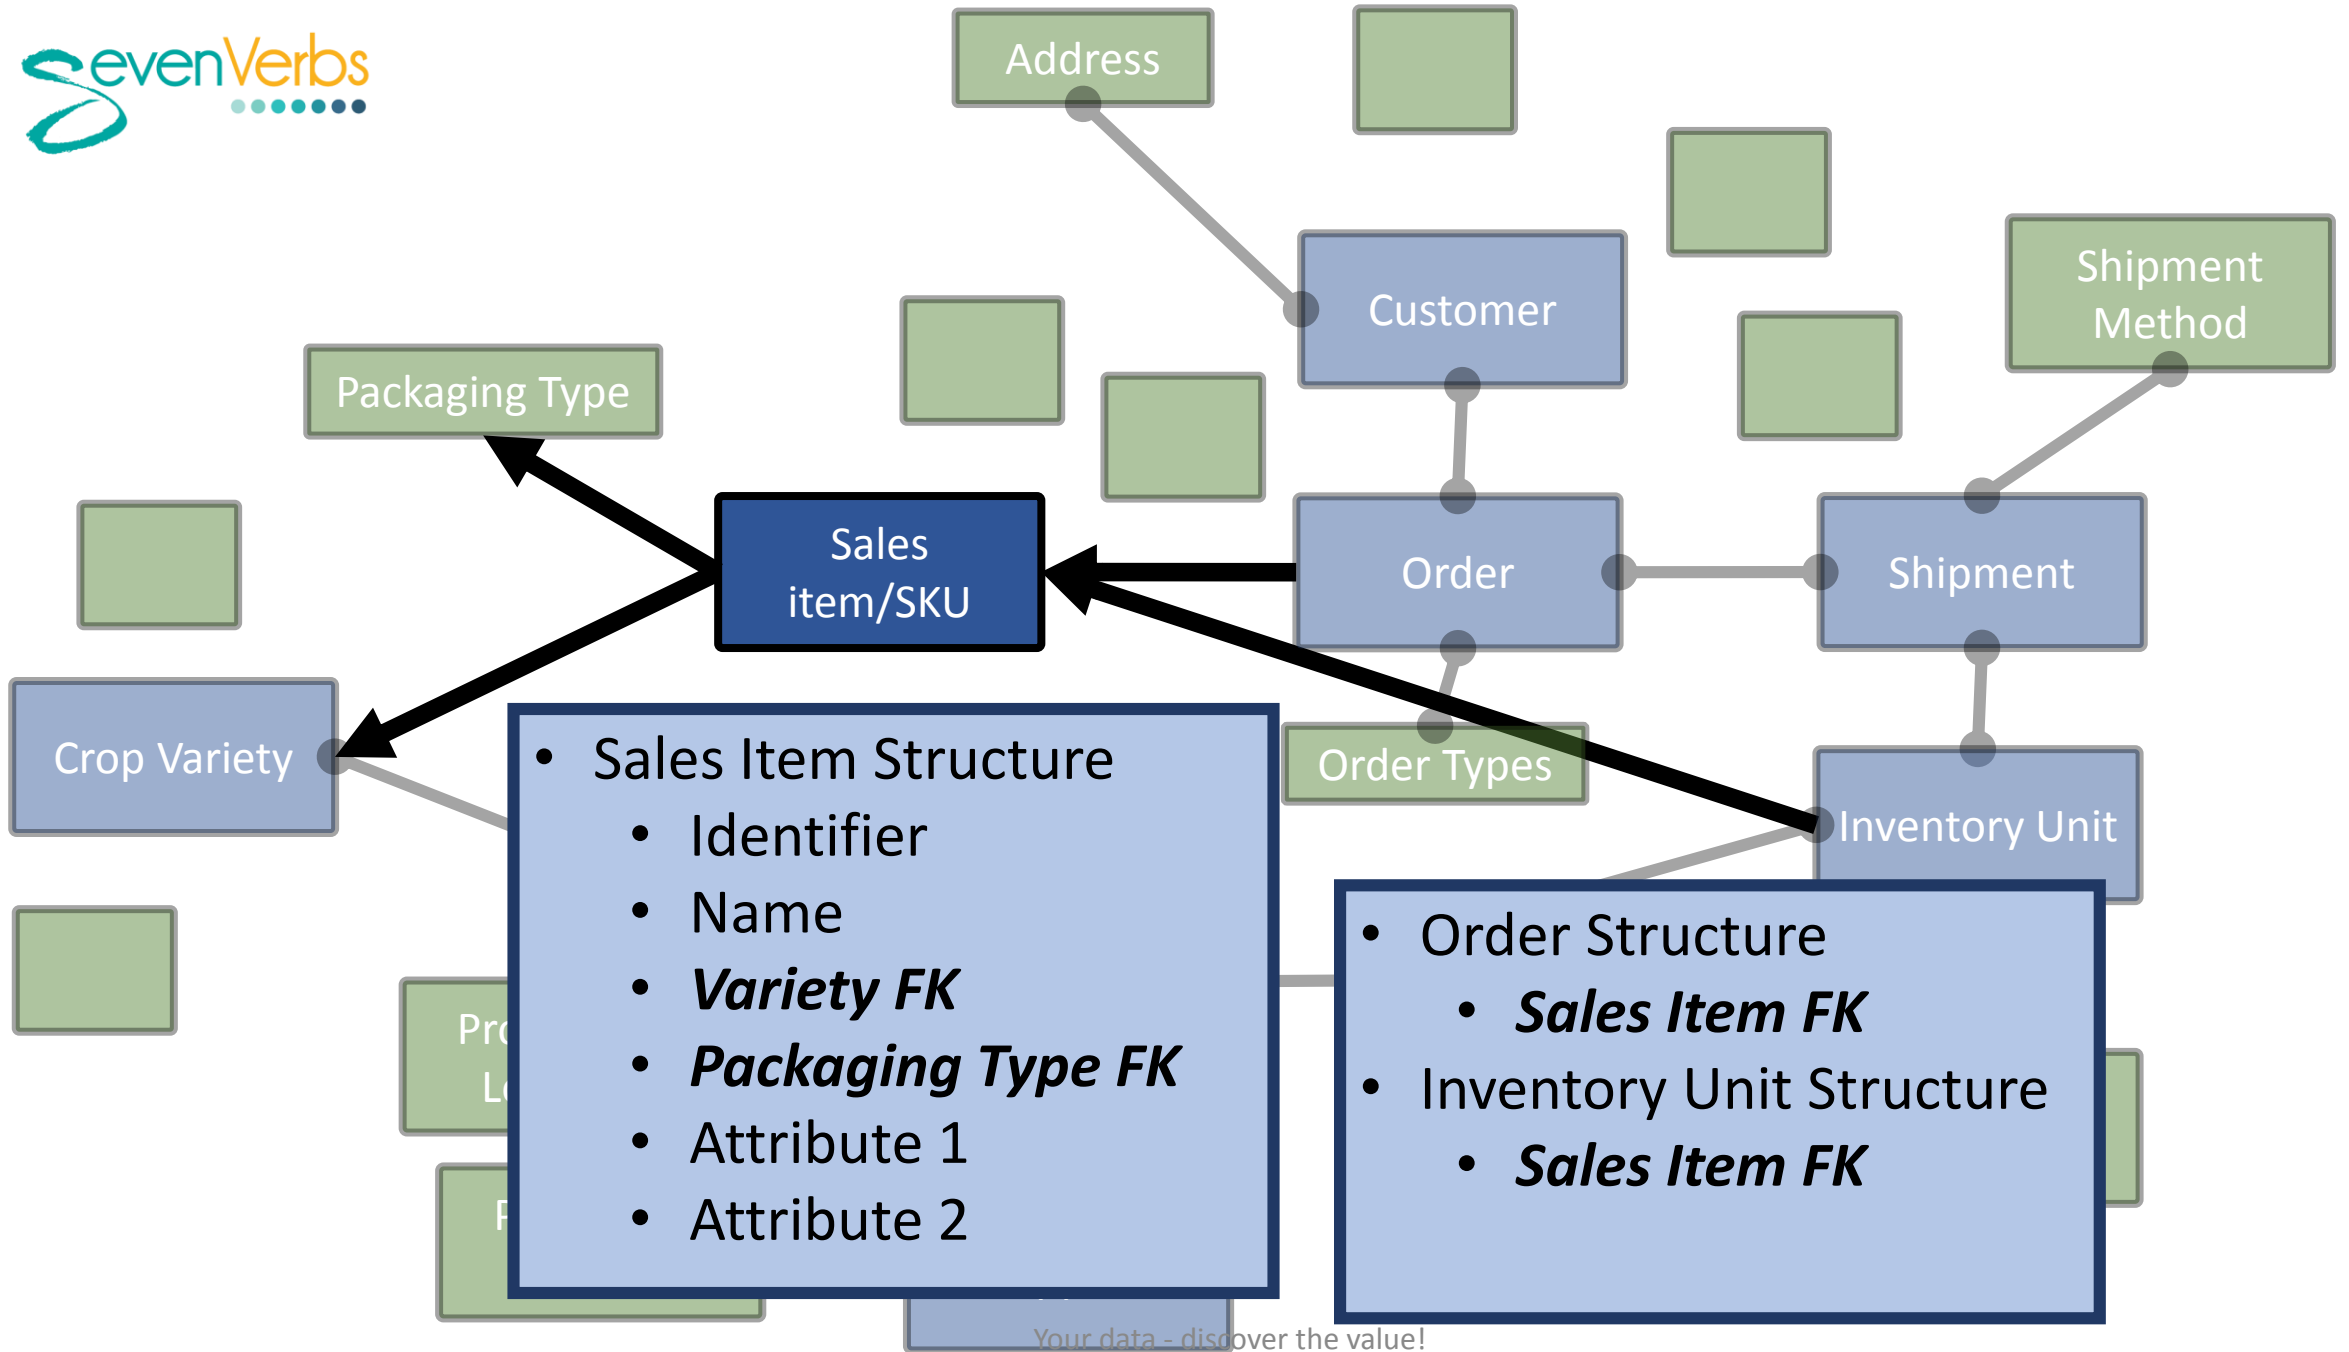 SevenVerbs
Address
Customer
Shipment
Method
Packaging Type
Sales
item/SKU
Order
Shipment
Crop Variety
Order Types
Inventory Unit
• Sales Item Structure
• Identifier
• Name
• Variety FK
• Packaging Type FK
• Attribute 1
• Attribute 2
• Order Structure
• Sales Item FK
• Inventory Unit Structure
• Sales Item FK
Your data - discover the value!